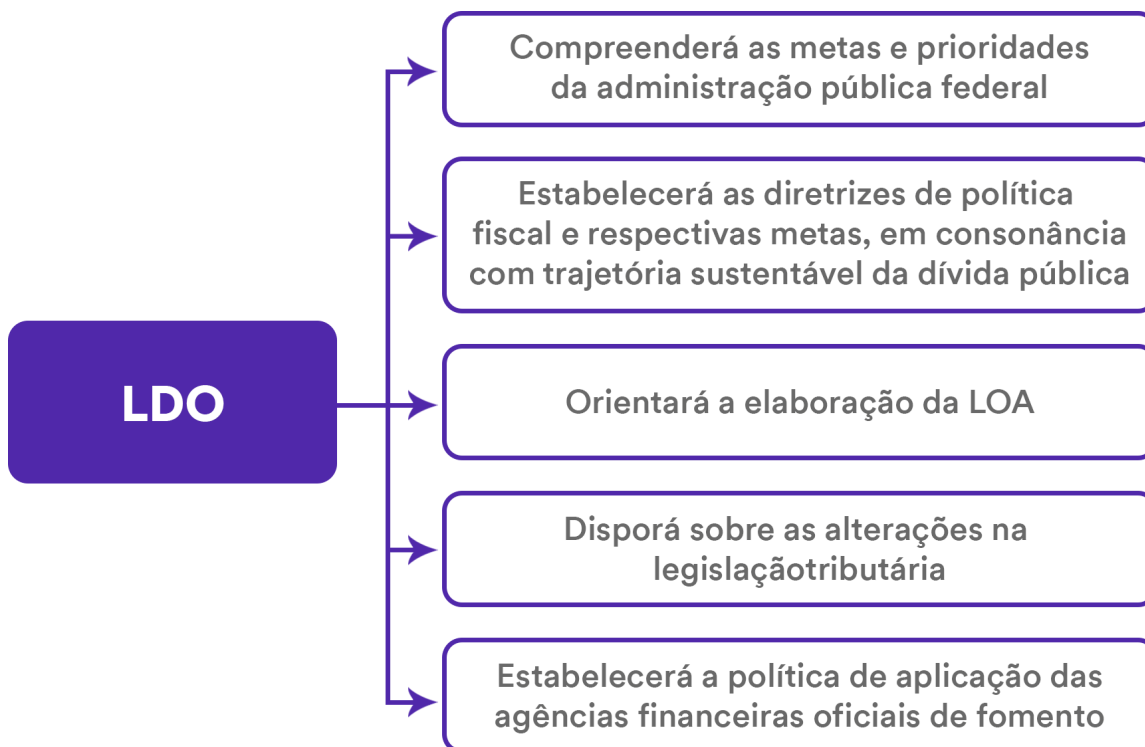 Compreenderá as metas e prioridades
da administração pública federal
Estabelecerá as diretrizes de política
fiscal e respectivas metas, em consonância
com trajetória sustentável da dívida pública
LDO
Orientará a elaboração da LOA
Disporá sobre as alterações na
legislaçãotributária
Estabelecerá a política de aplicação das
agências financeiras oficiais de fomento